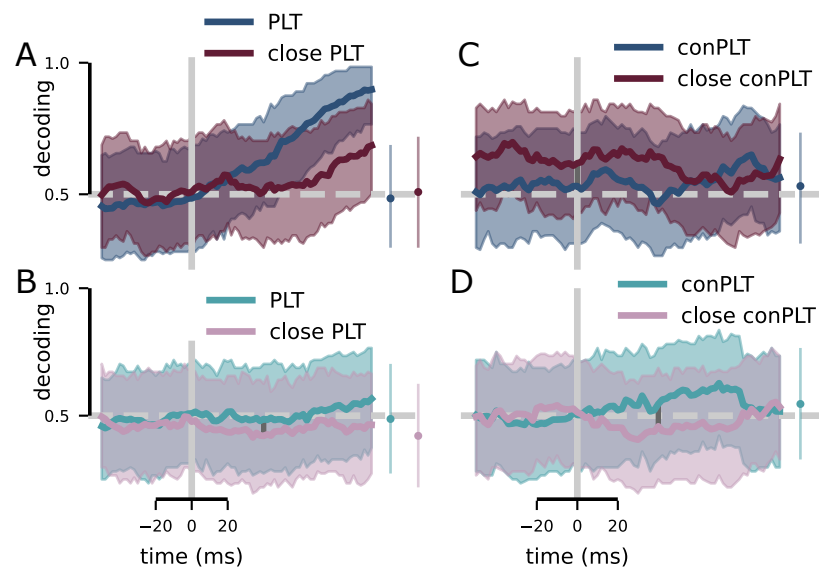 A
PLT
close PLT
1.0
decoding
0.5
C
conPLT
close conPLT
B
PLT
close PLT
1.0
decoding
0.5
−20 0 20
time (ms)
D
conPLT
close conPLT
−20 0 20
time (ms)